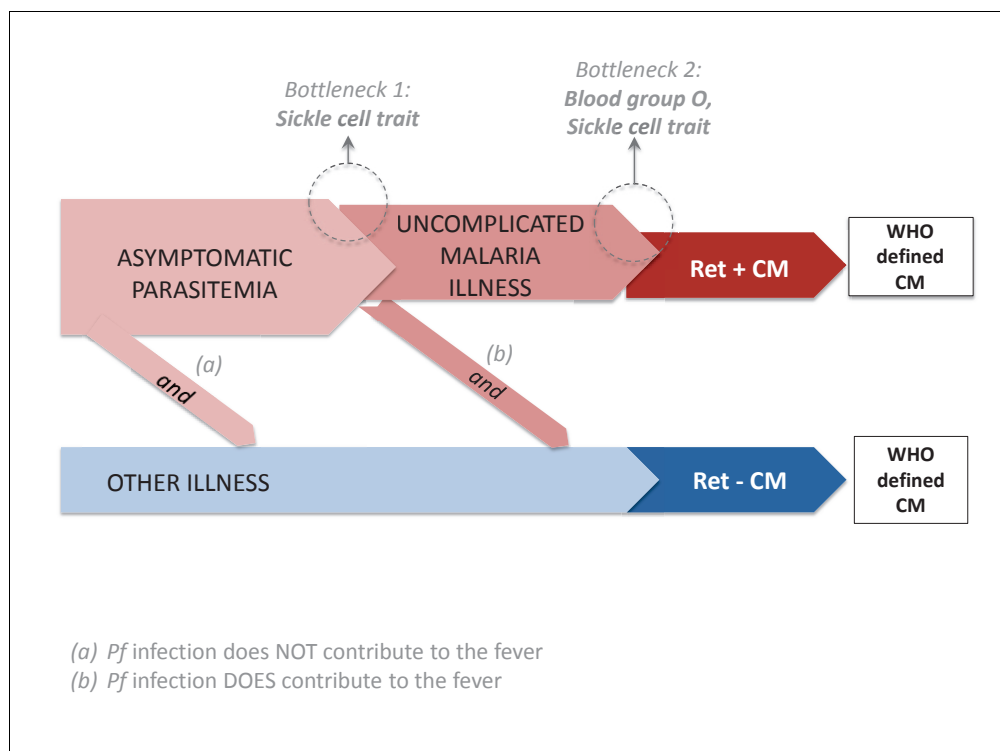 Bottleneck 1:
Sickle cell trait
Bottleneck 2:
Blood group O,
Sickle cell trait
ASYMPTOMATIC
PARASITEMIA
UNCOMPLICATED
MALARIA
ILLNESS
Ret + CM
WHO
defined
CM
(a)
and
(b)
and
OTHER ILLNESS
Ret - CM
WHO
defined
CM
(a) Pf infection does NOT contribute to the fever
(b) Pf infection DOES contribute to the fever